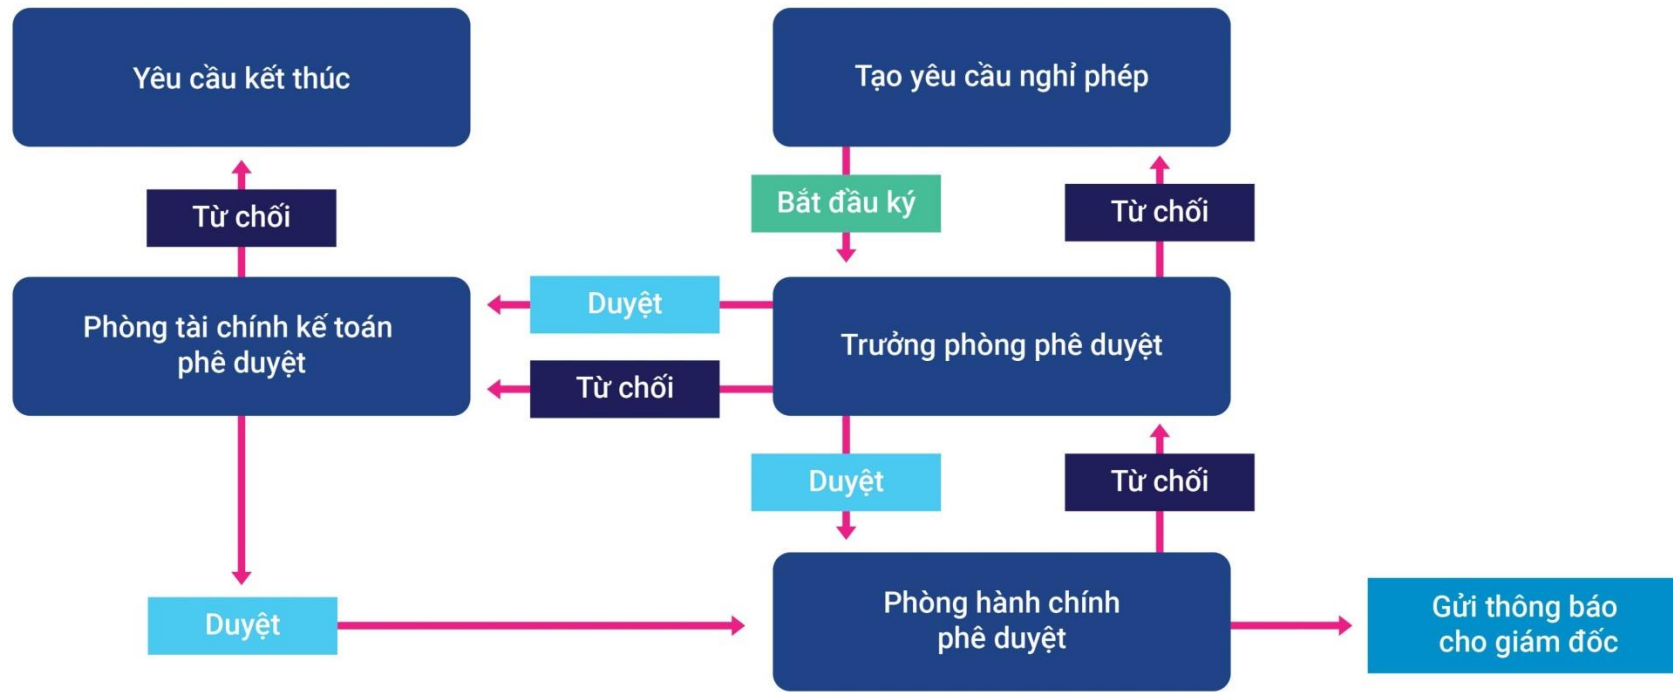 Yêu cầu kết thúc
Tạo yêu cầu nghỉ phép
Từ chối
Bắt đầu ký
Từ chối
Phòng tài chính kế toán
phê duyệt
Duyệt
Từ chối
Trưởng phòng phê duyệt
Duyệt
Từ chối
Duyệt
Phòng hành chính
phê duyệt
Gửi thông báo
cho giám đốc